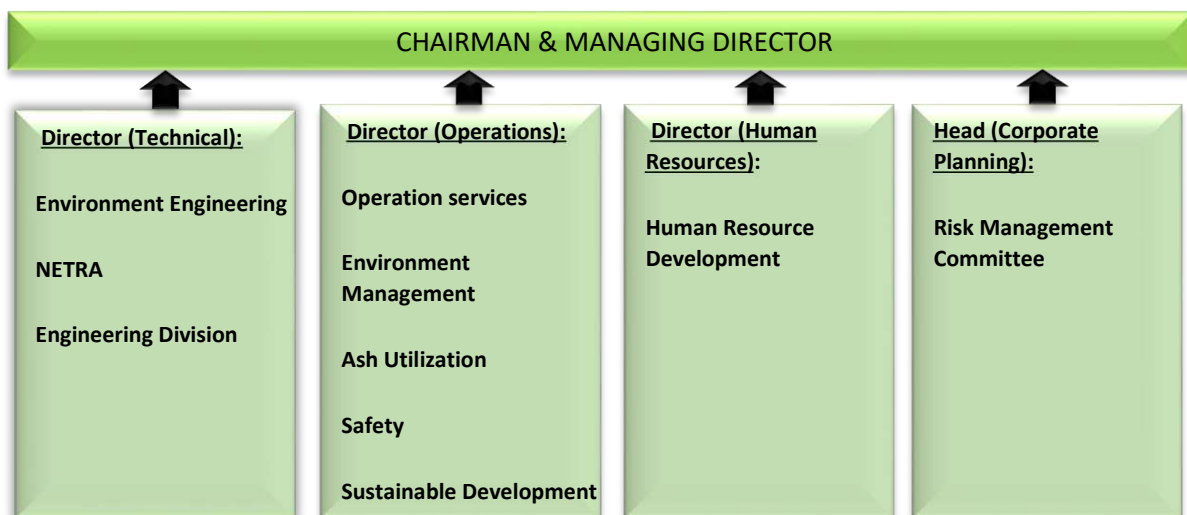 CHAIRMAN & MANAGING DIRECTOR
Director (Technical):
Environment Engineering
NETRA
Engineering Division
Director (Operations):
Operation services
Environment
Management
Ash Utilization
Safety
Sustainable Development
Director (Human
Resources):
Human Resource
Development
Head (Corporate
Planning):
Risk Management
Committee